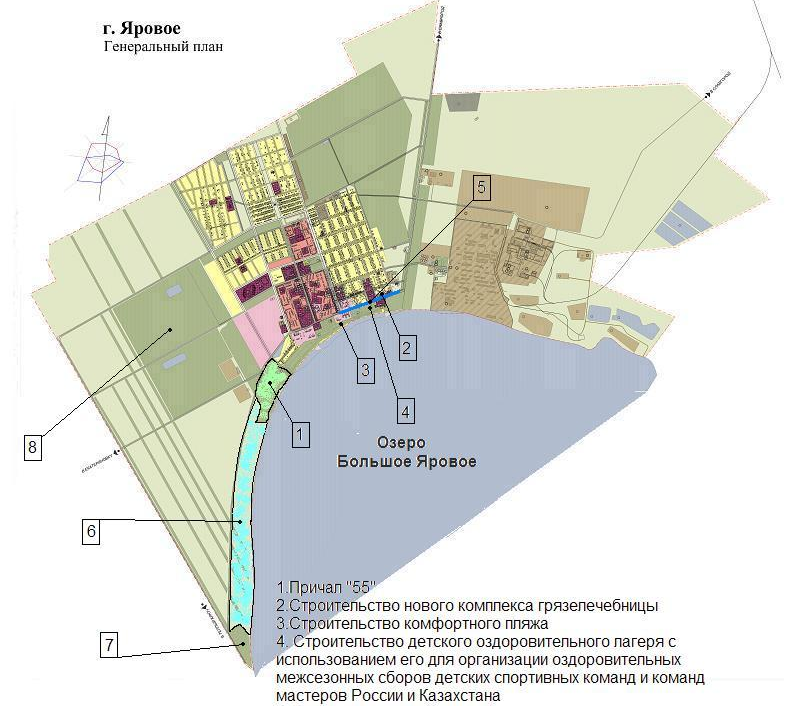 г. Яровое
Генеральный план
5
2
3
4
1
8
6
7
Озеро
Большое Яровое
1.Причал "55"
2.Строительство нового комплекса грязелечебницы
3.Строительство комфортного пляжа
4. Строительство детского оздоровительного лагеря с
использованием его для организации оздоровительных
межсезонных сборов детских спортивных команд и команд
мастеров России и Казахстана